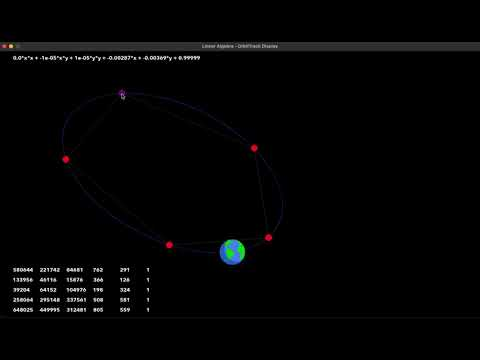 Linear Algebra - OrbitTrack Display
0.0*x*x + -1e-05*x*y + 1e-05*y*y + -0.00287*x + -0.00369*y + 0.99999
580644 221742 84681 762 291 1
133956 46116 15876 366 126 1
39204 64152 104976 198 324 1
258064 295148 337561 508 581 1
648025 449995 312481 805 559 1